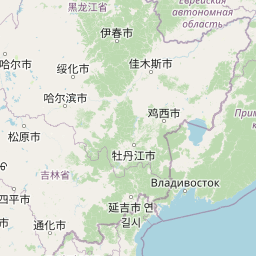 黑龙江省
Еврейская
автономная
область
伊春市
佳木斯市
哈尔市
绥化市
哈尔滨市
鸡西市
При
松原市
牡丹江市
吉林省
Владивосток
四平市
延吉市 연
길시
通化市